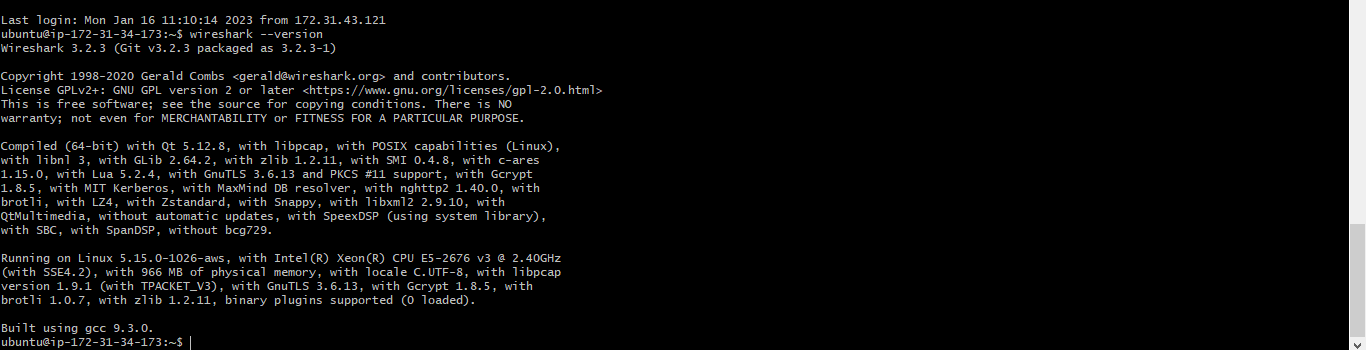 Last login: Mon Jan 16 11:10:14 2023 from 172.31.43.121
ubuntu@ip-172-31-34-173:~$ wireshark --version
Wireshark 3.2.3 (Git v3.2.3 packaged as 3.2.3-1)
Copyright 1998-2020 Gerald Combs <gerald@wireshark.org> and contributors.
License GPLv2+: GNU GPL version 2 or later <https://www.gnu.org/licenses/gpl-2.0.html>
This is free software; see the source for copying conditions. There is NO
warranty; not even for MERCHANTABILITY or FITNESS FOR A PARTICULAR PURPOSE.
Compiled (64-bit) with Qt 5.12.8, with libpcap, with POSIX capabilities (Linux),
with libnl 3, with GLib 2.64.2, with zlib 1.2.11, with SMI 0.4.8, with c-ares
1.15.0, with Lua 5.2.4, with GnuTLS 3.6.13 and PKCS #11 support, with Gcrypt
1.8.5, with MIT Kerberos, with MaxMind DB resolver, with nghttp2 1.40.0, with
brotli, with LZ4, with Zstandard, with Snappy, with libxml2 2.9.10, with
QtMultimedia, without automatic updates, with SpeexDSP (using system library),
with SBC, with SpanDSP, without bcg729.
Running on Linux 5.15.0-1026-aws, with Intel(R) Xeon(R) CPU E5-2676 v3 @ 2.40GHz
(with SSE4.2), with 966 MB of physical memory, with locale C.UTF-8, with libpcap
version 1.9.1 (with TPACKET_V3), with GnuTLS 3.6.13, with Gcrypt 1.8.5, with
brotli 1.0.7, with zlib 1.2.11, binary plugins supported (0 loaded).
Built using gcc 9.3.0.
ubuntu@ip-172-31-34-173:~$